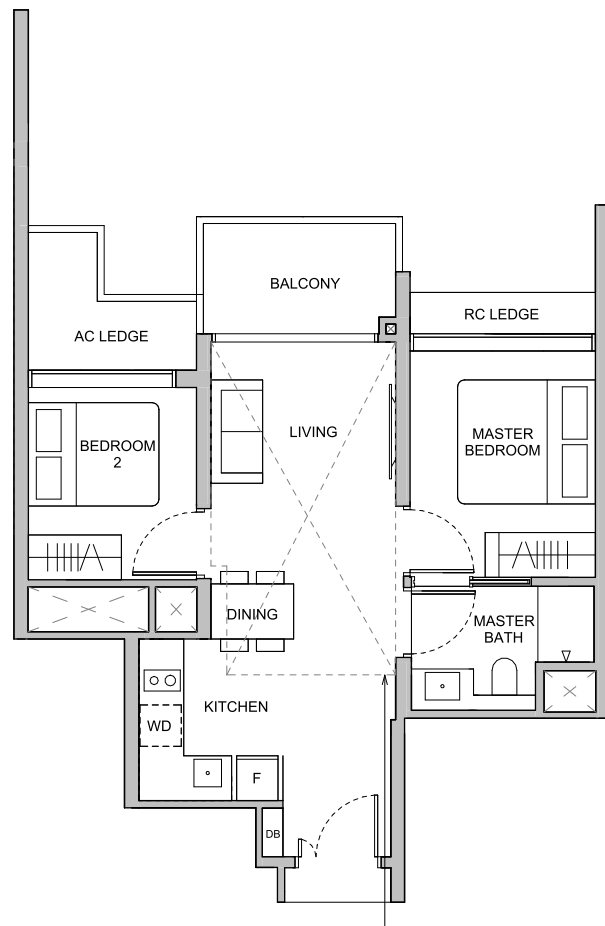 BALCONY
RC LEDGE
AC LEDGE
LIVING
MASTER
BEDROOM
BEDROOM
2
DINING
MASTER
BATH
KITCHEN
WD
F
DB